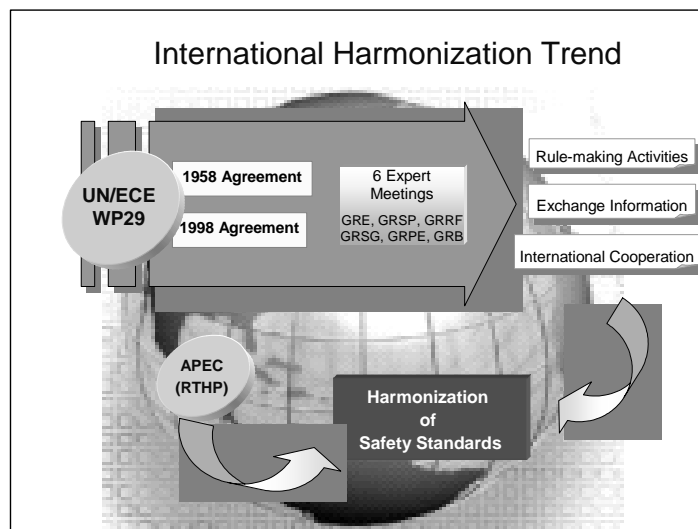 International Harmonization Trend
UN/ECE
WP29
1958 Agreement
1998 Agreement
6 Expert
Meetings
GRE, GRSP, GRRF
GRSG, GRPE, GRB
Rule-making Activities
Exchange Information
International Cooperation
APEC
(RTHP)
Harmonization
of
Safety Standards